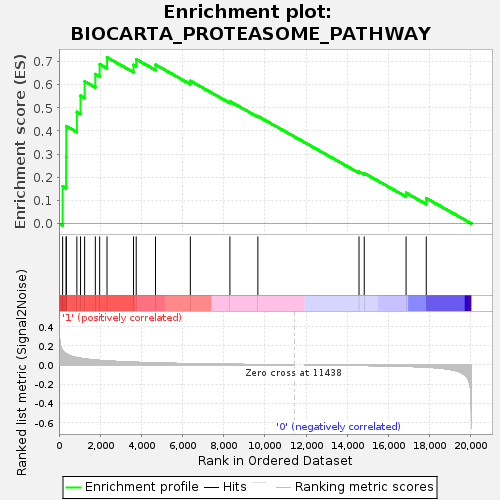 Enrichment plot:
BIOCARTA_PROTEASOME_PATHWAY
Enrichment score (ES)
0.7
0.6
0.5
0.4
0.3
0.2
0.1
0.0
'1' (positively correlated)
Ranked list metric (Signal2Noise)
0.4
0.2
0.0
-0.2
-0.4
-0.6
Zero cross at 11438
'0' (negatively correlated)
0 2,000 4,000 6,000 8,000 10,000 12,000 14,000 16,000 18,000 20,000
Rank in Ordered Dataset
Enrichment profile Hits Ranking metric scores